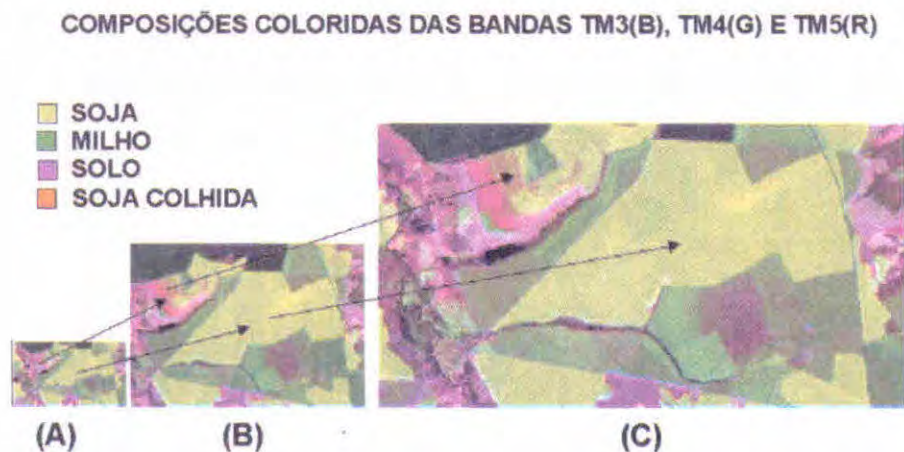 COMPOSIÇÕES COLORIDAS DAS BANDAS TM3(B), TM4(G) E TM5(R)
SOJA
MILHO
SOLO
SOJA COLHIDA
(A)
(B)
(C)